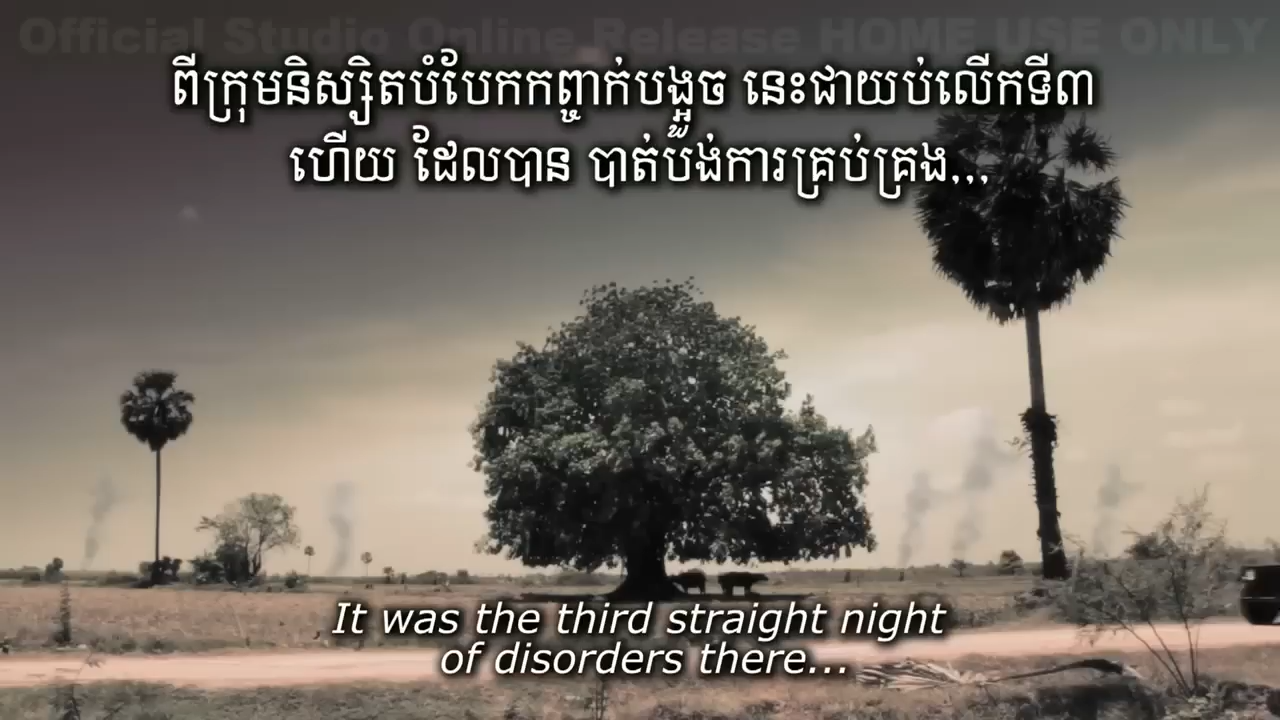 Official Studio Online Release HOME USE ONLY
ពីក្រុមនិស្សិតបំបែកកញ្ចាក់បង្អួច នេះជាយប់លើកទី៣
ហើយ ដែលបាន បាត់បង់ការគ្រប់គ្រង,,,
It was the third straight night
of disorders there...